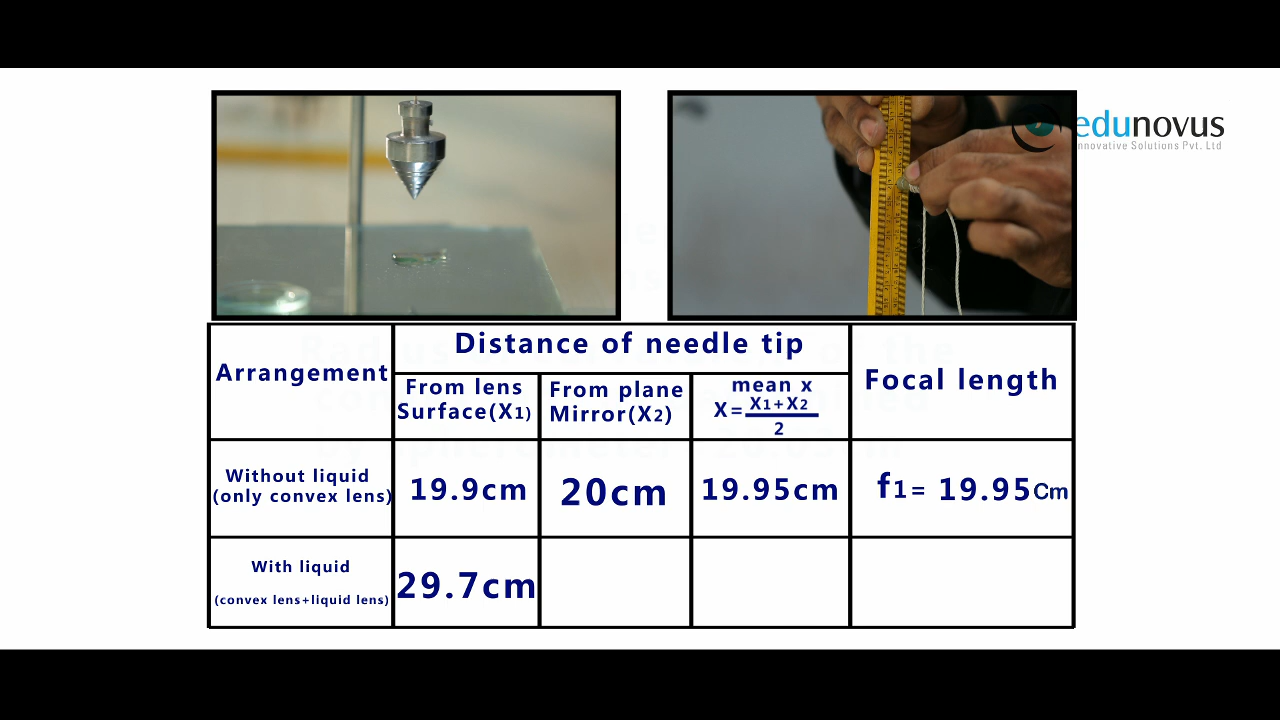 edunovus
Innovative Solutions Pvt. Ltd
Arrangement
Distance of needle tip
Focal length
From lens
Surface(X1)
From plane
Mirror(X2)
mean x
X=X1+X2
2
Without liquid
(only convex lens)
19.9cm
20cm
19.95cm
f1= 19.95Cm
With liquid
(convex lens+liquid lens)
29.7cm